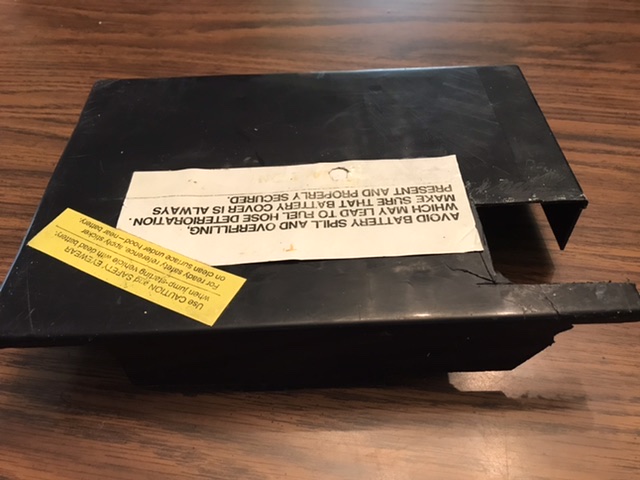 AVOID BATTERY SPILL AND OVERFILLING,
WHICH MAY LEAD TO FUEL HOSE DETERIORATION.
MAKE SURE THAT BATTERY COVER IS ALWAYS
PRESENT AND PROPERLY SECURED.
Use CAUTION and SAFETY EYEWEAR
when jump-starting vehicle with dead battery.
For ready safety reference, apply sticker
on clean surface under hood—near battery.